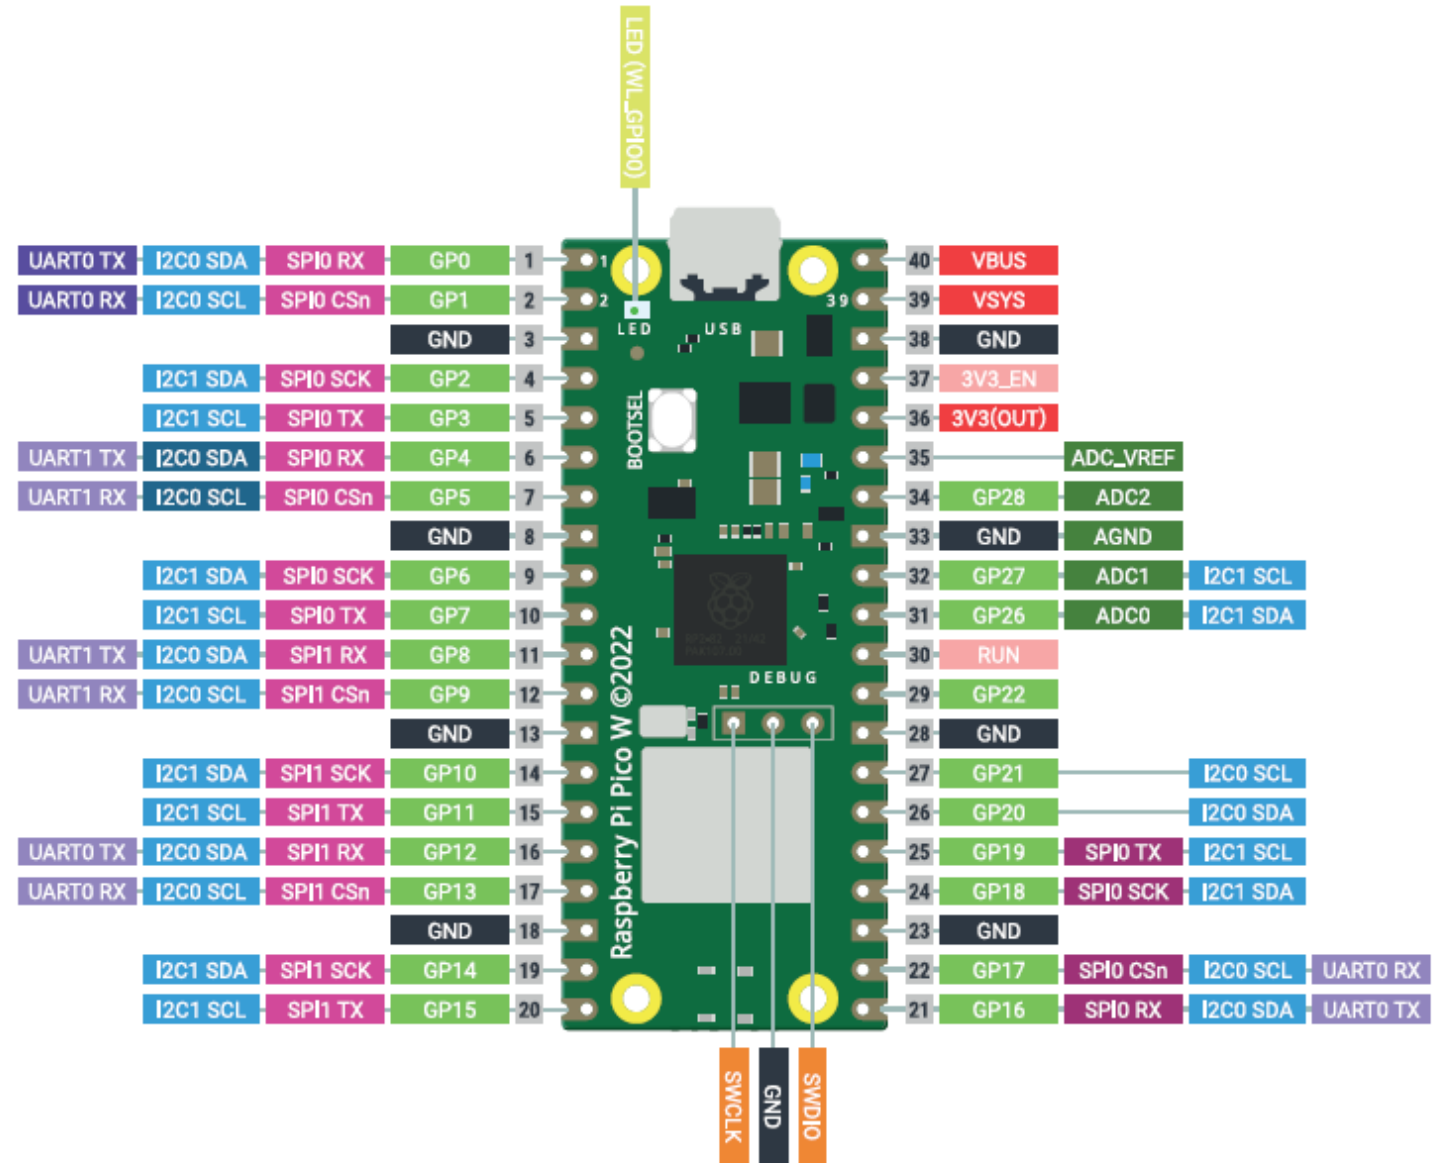 LED (WL_GPIO0)
UART0 TX I2C0 SDA SPI0 RX GP0 1 1 40 VBUS
UART0 RX I2C0 SCL SPI0 CSn GP1 2 2 39 39 VSYS
LED USB
GND 3 38 GND
I2C1 SDA SPI0 SCK GP2 4 37 3V3_EN
I2C1 SCL SPI0 TX GP3 5 36 3V3(OUT)
BOOTSEL
UART1 TX I2C0 SDA SPI0 RX GP4 6 35 ADC_VREF
UART1 RX I2C0 SCL SPI0 CSn GP5 7 34 GP28 ADC2
GND 8 33 GND AGND
I2C1 SDA SPI0 SCK GP6 9 32 GP27 ADC1 I2C1 SCL
I2C1 SCL SPI0 TX GP7 10 31 GP26 ADC0 I2C1 SDA
UART1 TX I2C0 SDA SPI1 RX GP8 11 30 RUN
DEBUG
UART1 RX I2C0 SCL SPI1 CSn GP9 12 29 GP22
GND 13 28 GND
I2C1 SDA SPI1 SCK GP10 14 27 GP21 I2C0 SCL
I2C1 SCL SPI1 TX GP11 15 26 GP20 I2C0 SDA
Raspberry Pi Pico W ©2022
UART0 TX I2C0 SDA SPI1 RX GP12 16 25 GP19 SPI0 TX I2C1 SCL
UART0 RX I2C0 SCL SPI1 CSn GP13 17 24 GP18 SPI0 SCK I2C1 SDA
GND 18 23 GND
I2C1 SDA SPI1 SCK GP14 19 22 GP17 SPI0 CSn I2C0 SCL UART0 RX
I2C1 SCL SPI1 TX GP15 20 21 GP16 SPI0 RX I2C0 SDA UART0 TX
SWCLK GND SWDIO